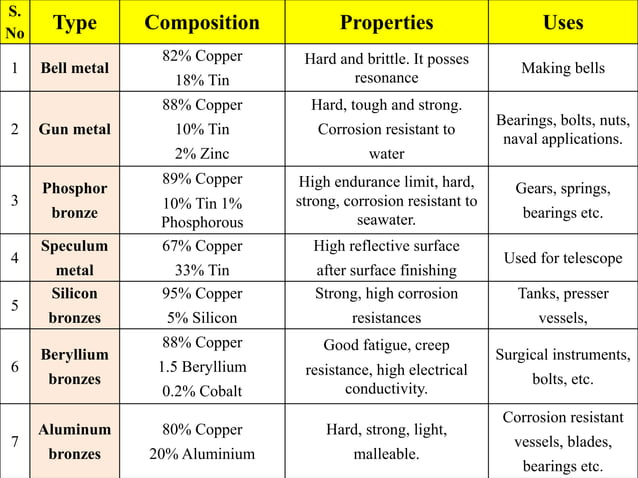 S. No Type Composition Properties Uses
1 Bell metal 82% Copper 18% Tin Hard and brittle. It posses resonance Making bells
2 Gun metal 88% Copper 10% Tin 2% Zinc Hard, tough and strong. Corrosion resistant to water Bearings, bolts, nuts, naval applications.
3 Phosphor bronze 89% Copper 10% Tin 1% Phosphorous High endurance limit, hard, strong, corrosion resistant to seawater. Gears, springs, bearings etc.
4 Speculum metal 67% Copper 33% Tin High reflective surface after surface finishing Used for telescope
5 Silicon bronzes 95% Copper 5% Silicon Strong, high corrosion resistances Tanks, presser vessels,
6 Beryllium bronzes 88% Copper 1.5 Beryllium 0.2% Cobalt Good fatigue, creep resistance, high electrical conductivity. Surgical instruments, bolts, etc.
7 Aluminum bronzes 80% Copper 20% Aluminium Hard, strong, light, malleable. Corrosion resistant vessels, blades, bearings etc.